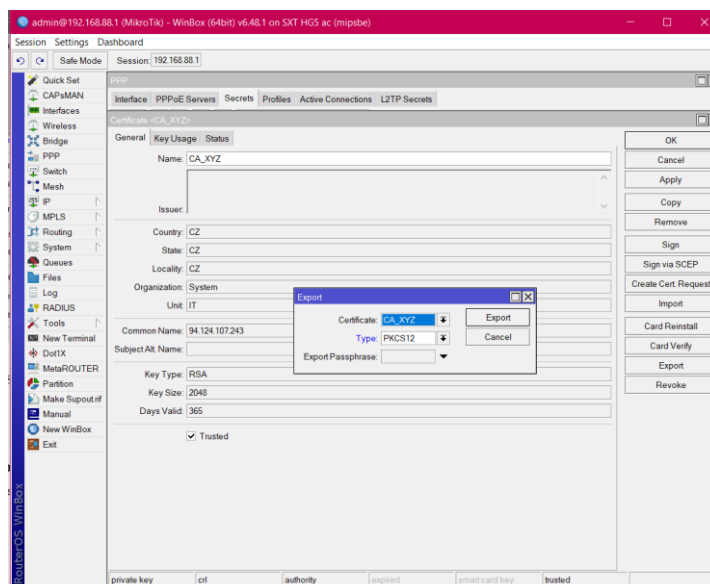 admin@192.168.88.1 (MikroTik) - WinBox (64bit) v6.48.1 on SXT HG5 ac (mipsbe)
Session Settings Dashboard
Safe Mode Session: 192.168.88.1
Quick Set
CAPsMAN
Interfaces
Wireless
Bridge
PPP
Switch
Mesh
IP
MPLS
Routing
System
Queues
Files
Log
RADIUS
Tools
New Terminal
Dot1X
MetaROUTER
Partition
Make Supout.rif
Manual
New WinBox
Exit
RouterOS WinBox
PPP
Interface PPPoE Servers Secrets Profiles Active Connections L2TP Secrets
Certificate <CA_XYZ>
General Key Usage Status
Name: CA_XYZ
Issuer:
Country: CZ
State: CZ
Locality: CZ
Organization: System
Unit: IT
Common Name: 94.124.107.243
Subject Alt. Name:
Key Type: RSA
Key Size: 2048
Days Valid: 365
Trusted
Export
Certificate: CA_XYZ
Type: PKCS12
Export Passphrase:
Export
Cancel
OK
Cancel
Apply
Copy
Remove
Sign
Sign via SCEP
Create Cert. Request
Import
Card Reinstall
Card Verify
Export
Revoke
private key crl authority expired smart card key trusted